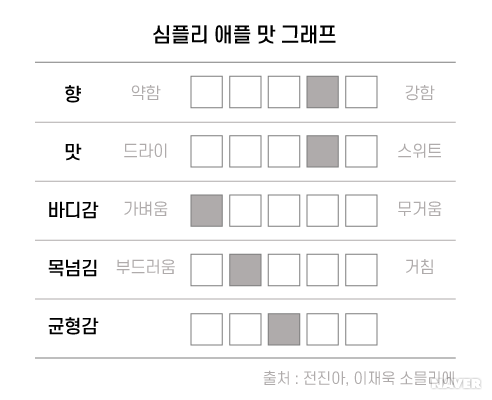 심플리 애플 맛 그래프
향 약함 강함
맛 드라이 스위트
바디감 가벼움 무거움
목넘김 부드러움 거침
균형감
출처 : 전진아, 이재욱 소믈리에
NAVER